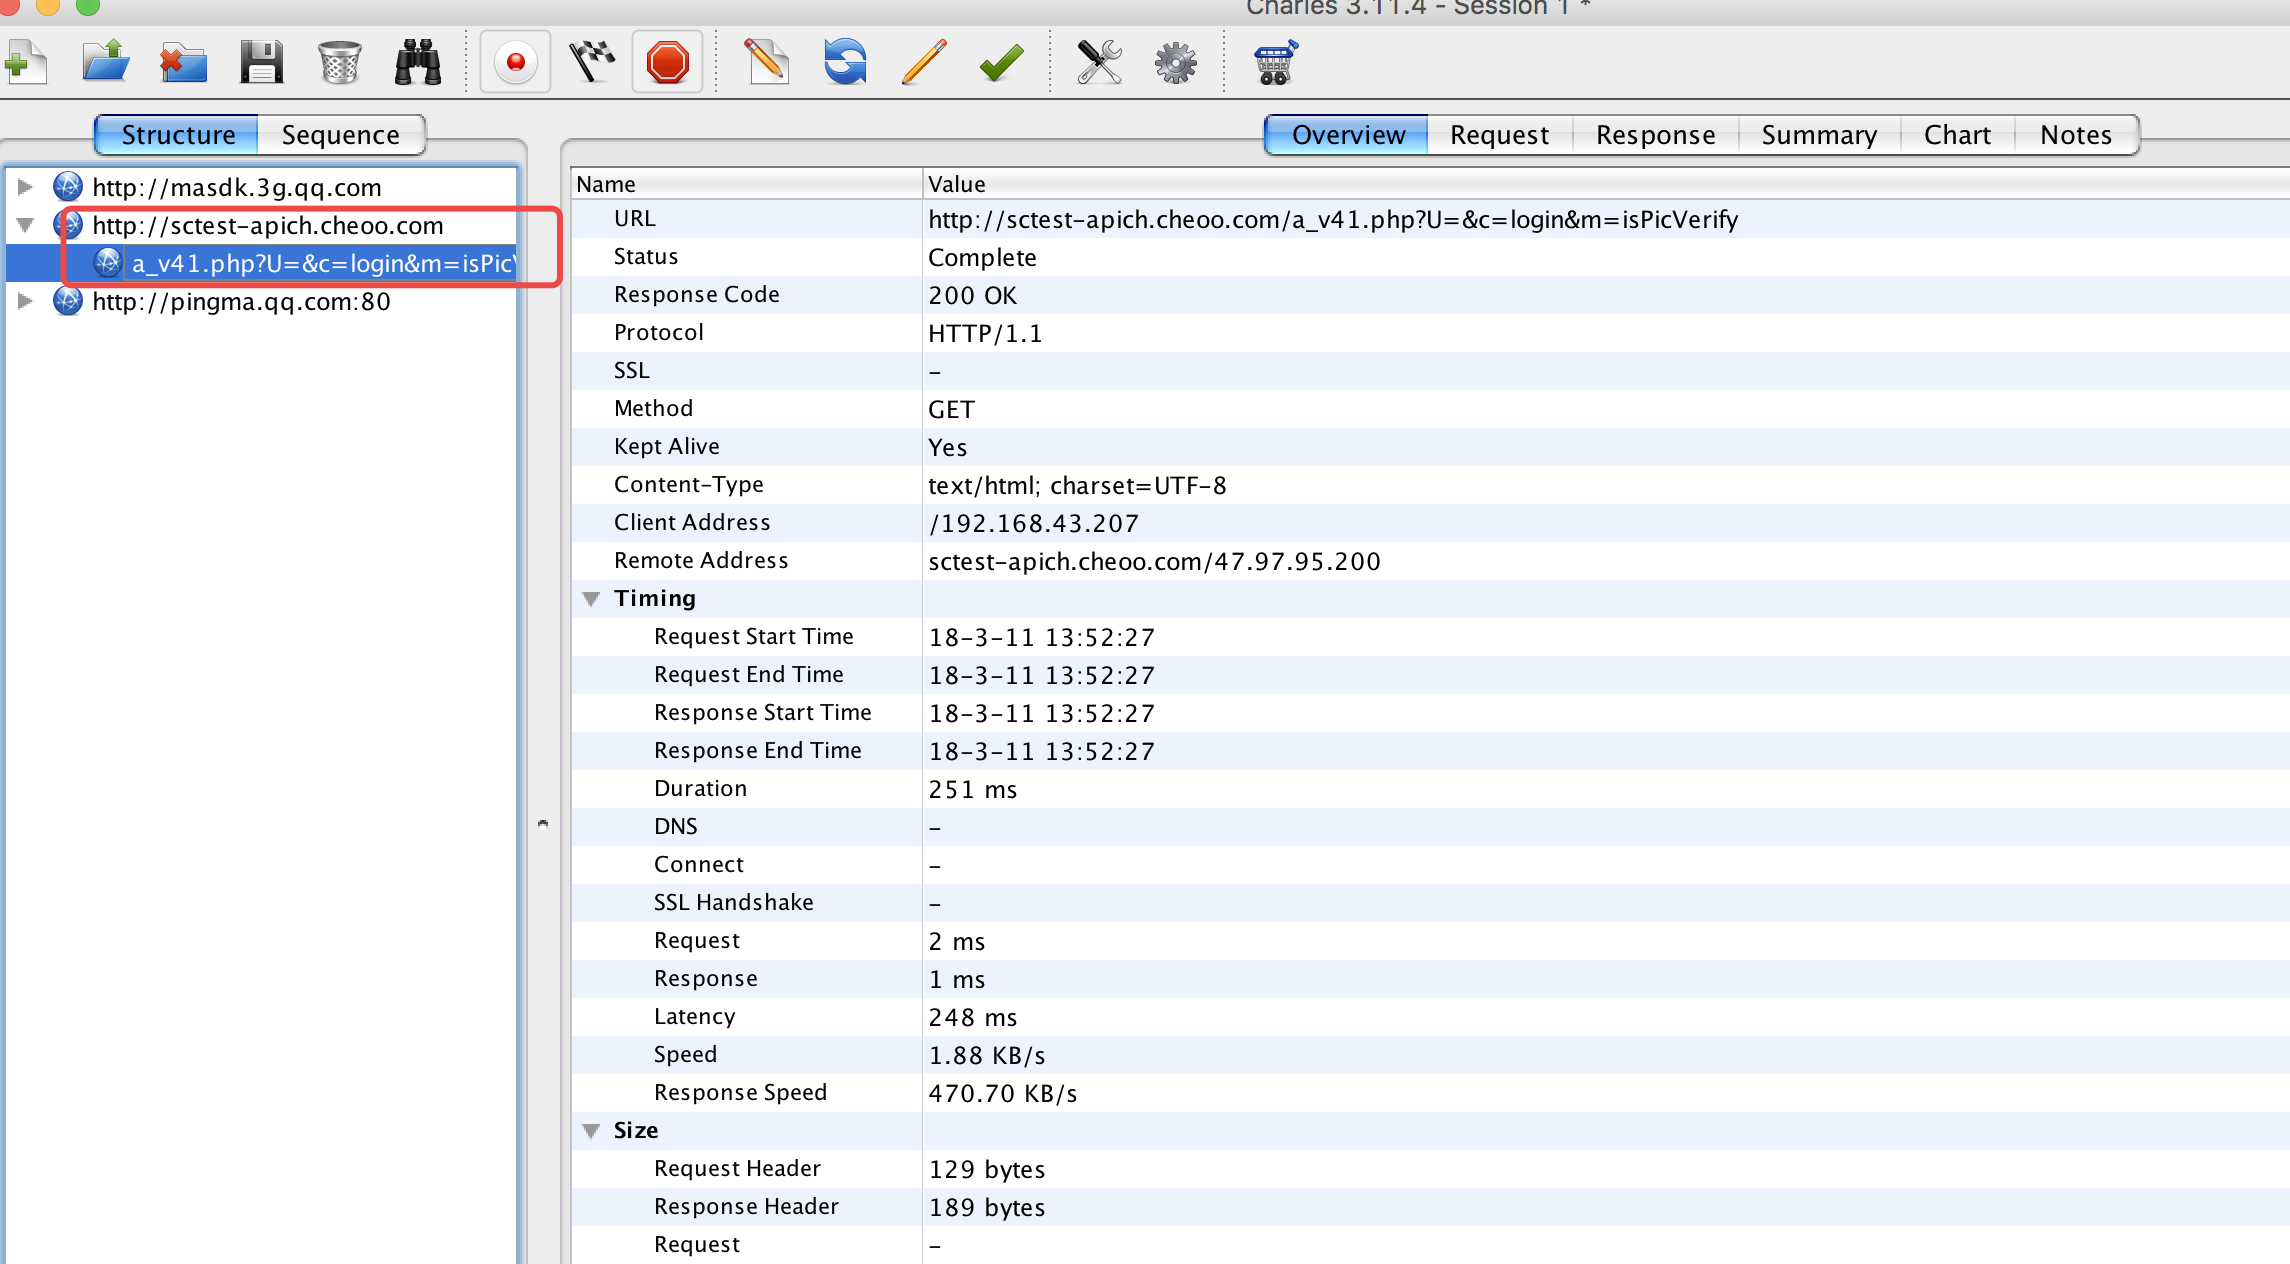 Charles 3.11.4 - Session 1 *
Structure Sequence
Overview Request Response Summary Chart Notes
http://masdk.3g.qq.com
http://sctest-apich.cheoo.com
a_v41.php?U=&c=login&m=isPicV
http://pingma.qq.com:80
Name Value
URL http://sctest-apich.cheoo.com/a_v41.php?U=&c=login&m=isPicVerify
Status Complete
Response Code 200 OK
Protocol HTTP/1.1
SSL –
Method GET
Kept Alive Yes
Content-Type text/html; charset=UTF-8
Client Address /192.168.43.207
Remote Address sctest-apich.cheoo.com/47.97.95.200
Timing
Request Start Time 18-3-11 13:52:27
Request End Time 18-3-11 13:52:27
Response Start Time 18-3-11 13:52:27
Response End Time 18-3-11 13:52:27
Duration 251 ms
DNS –
Connect –
SSL Handshake –
Request 2 ms
Response 1 ms
Latency 248 ms
Speed 1.88 KB/s
Response Speed 470.70 KB/s
Size
Request Header 129 bytes
Response Header 189 bytes
Request –